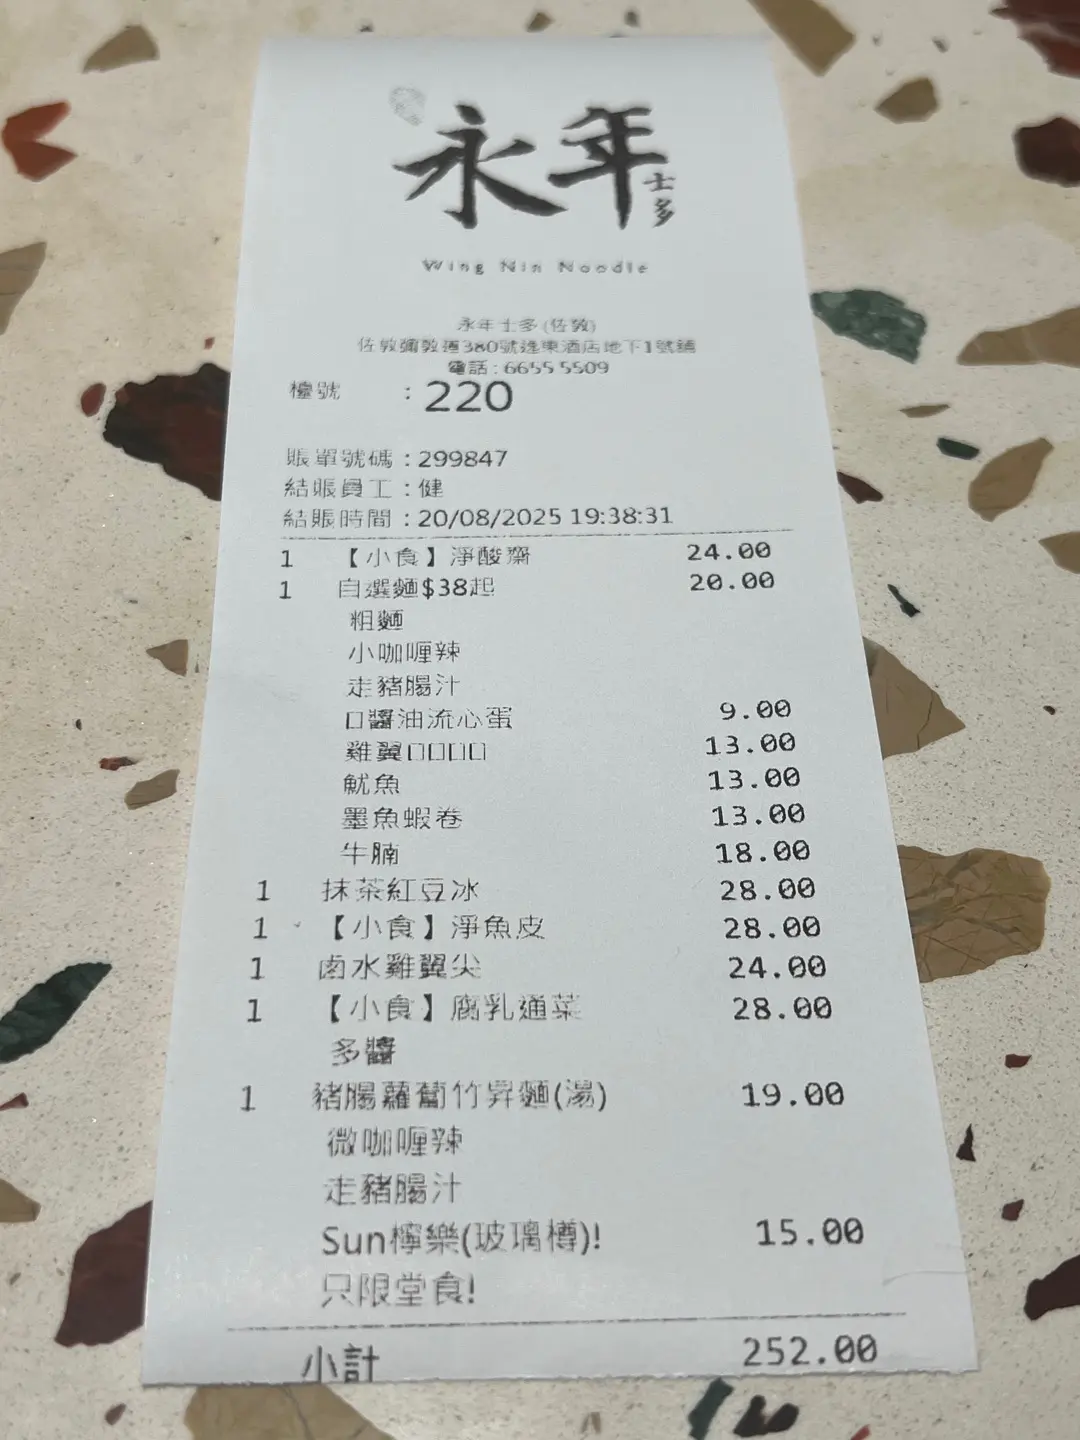 永年士多
Wing Nin Noodle
永年士多(佐敦)
佐敦彌敦道380號逸東酒店地下1號舖
電話:6655 5509
檯號 : 220
賬單號碼 : 299847
結賬員工 : 健
結賬時間 : 20/08/2025 19:38:31
1 【小食】淨酸齋 24.00
1 自選麵$38起 20.00
粗麵
小咖喱辣
走豬腸汁
口醬油流心蛋 9.00
雞翼口口口口 13.00
魷魚 13.00
墨魚蝦卷 13.00
牛腩 18.00
1 抹茶紅豆冰 28.00
1 【小食】淨魚皮 28.00
1 鹵水雞翼尖 24.00
1 【小食】腐乳通菜 28.00
多醬
1 豬腸蘿蔔竹昇麵(湯) 19.00
微咖喱辣
走豬腸汁
Sun檸樂(玻璃樽)! 15.00
只限堂食!
小計 252.00